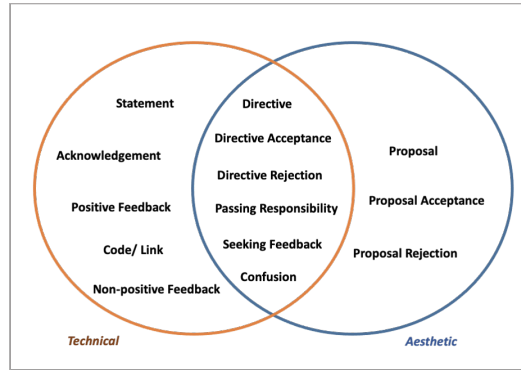 Statement
Acknowledgement
Positive Feedback
Code/ Link
Non-positive Feedback
Directive
Directive Acceptance
Directive Rejection
Passing Responsibility
Seeking Feedback
Confusion
Proposal
Proposal Acceptance
Proposal Rejection
Technical
Aesthetic